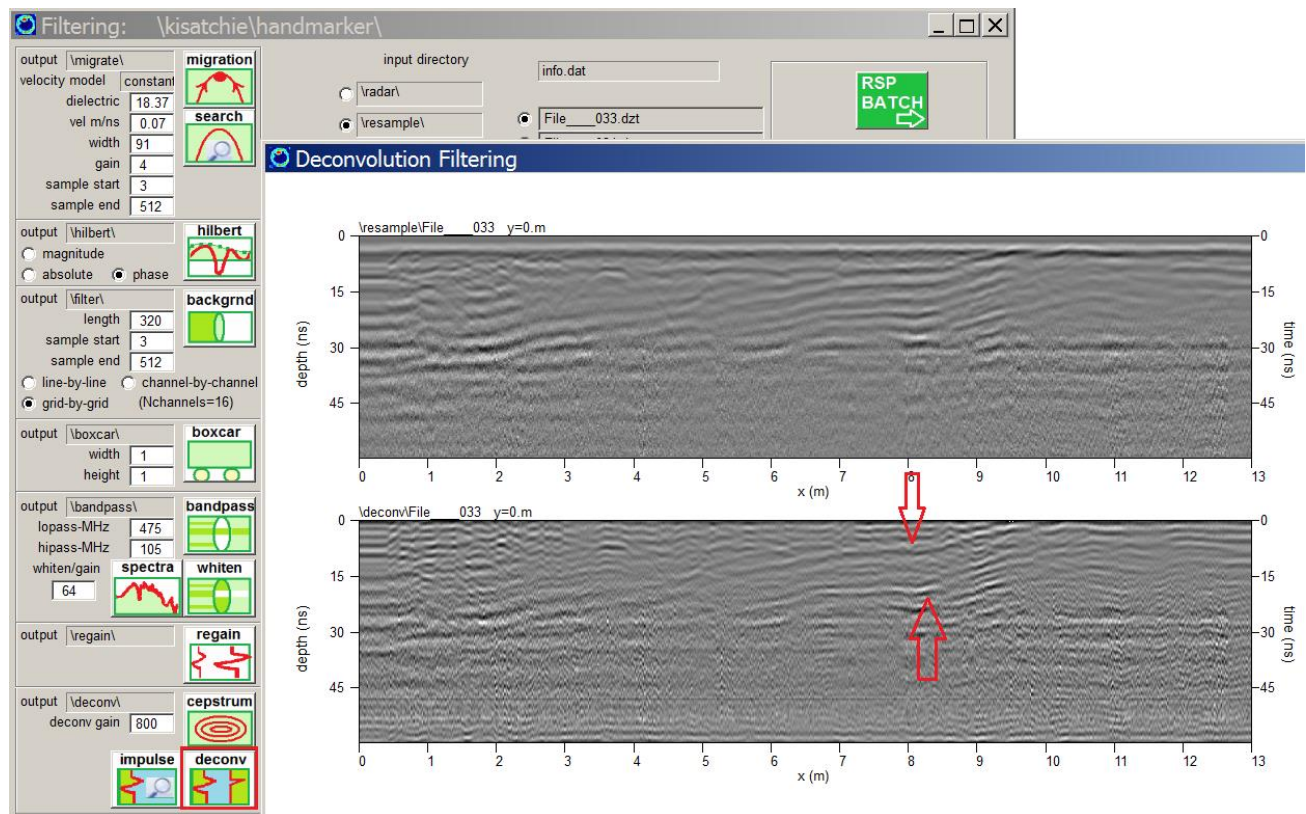 Filtering: \kisatchie\handmarker\
output \migrate\ migration
velocity model constant
dielectric 18.37
vel m/ns 0.07 search
width 91
gain 4
sample start 3
sample end 512
output \hilbert\ hilbert
magnitude
absolute phase
output \filter\ backgrnd
length 320
sample start 3
sample end 512
line-by-line channel-by-channel
grid-by-grid (Nchannels=16)
output \boxcar\ boxcar
width 1
height 1
output \bandpass\ bandpass
lopass-MHz 475
hipass-MHz 105
whiten/gain spectra whiten
64
output \regain\ regain
output \deconv\ cepstrum
deconv gain 800
impulse deconv
input directory
\radar\
\resample\
info.dat
File____033.dzt
RSP
BATCH
Deconvolution Filtering
\resample\File____033 y=0.m
0 0
15 15
30 30
45 45
depth (ns)
time (ns)
0 1 2 3 4 5 6 7 8 9 10 11 12 13
x (m)
\deconv\File____033 y=0.m
0 0
15 15
30 30
45 45
depth (ns)
time (ns)
0 1 2 3 4 5 6 7 8 9 10 11 12 13
x (m)